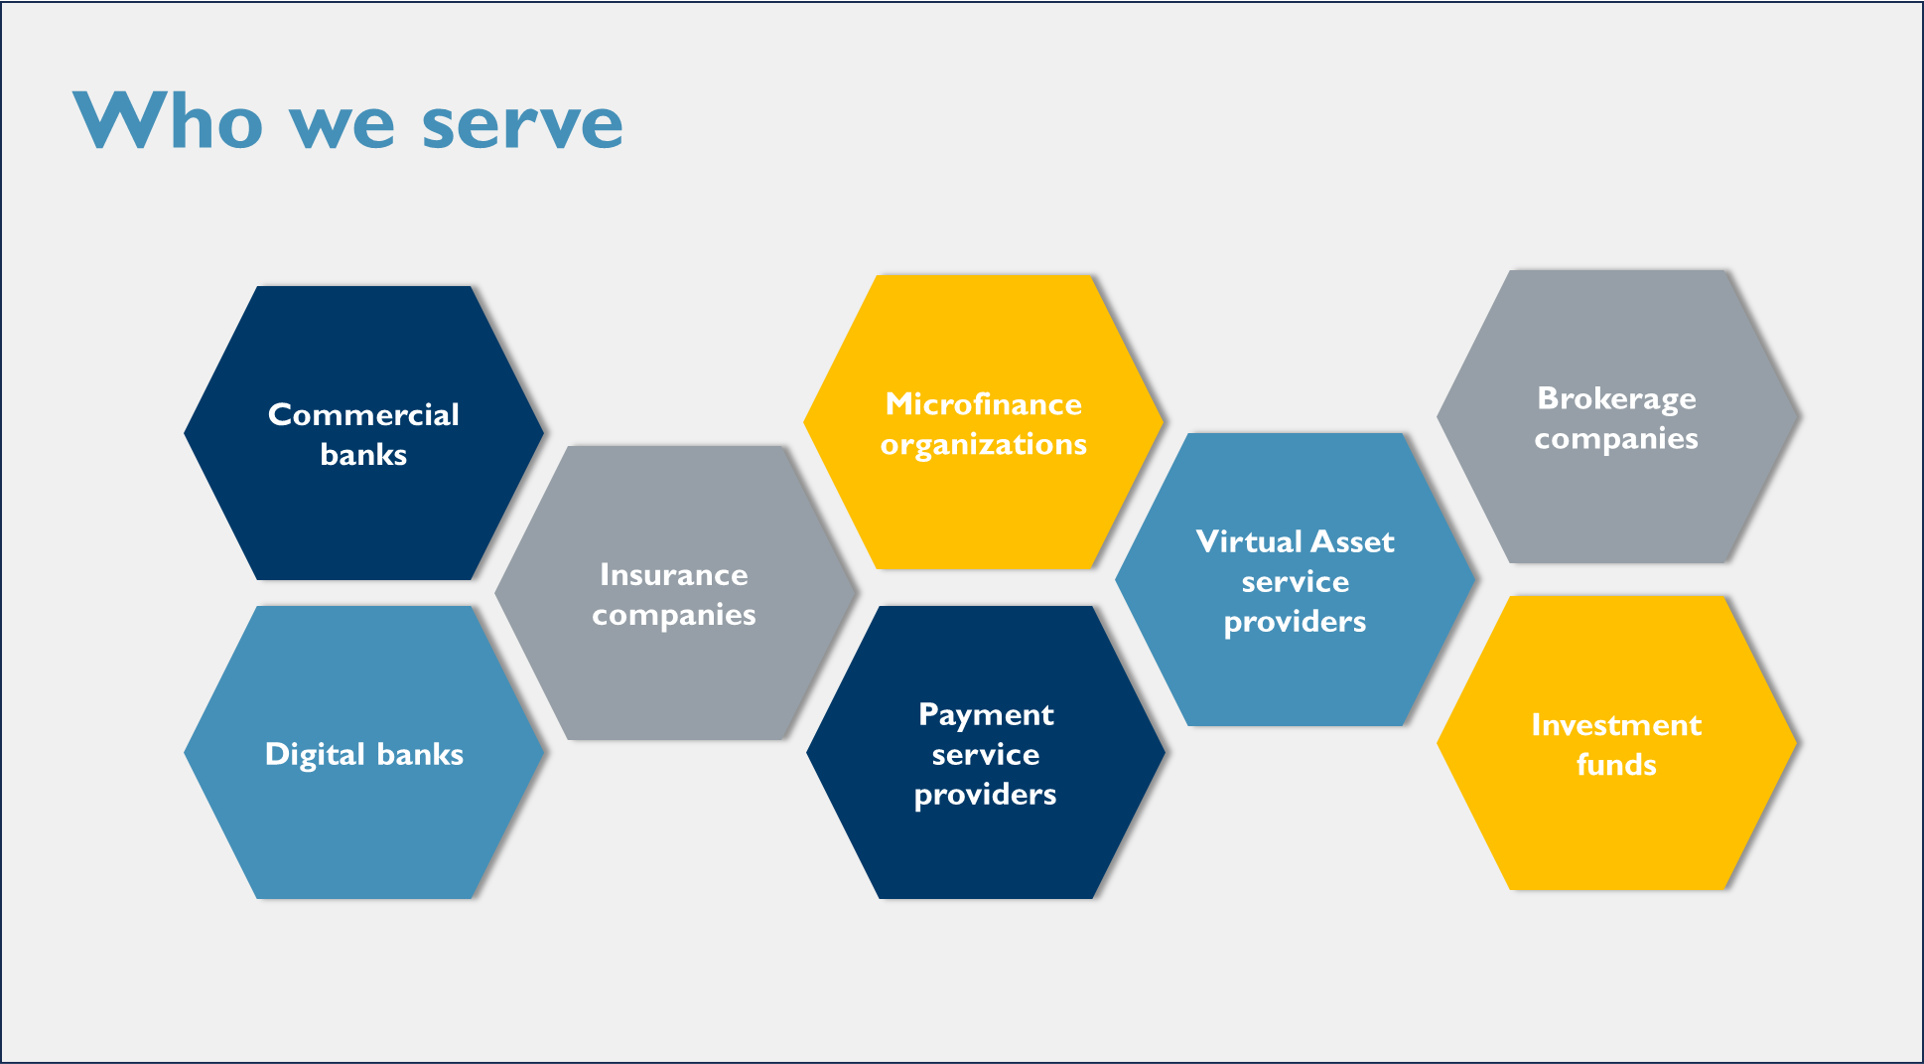 Who we serve
Commercial
banks
Digital banks
Insurance
companies
Microfinance
organizations
Payment
service
providers
Virtual Asset
service
providers
Brokerage
companies
Investment
funds